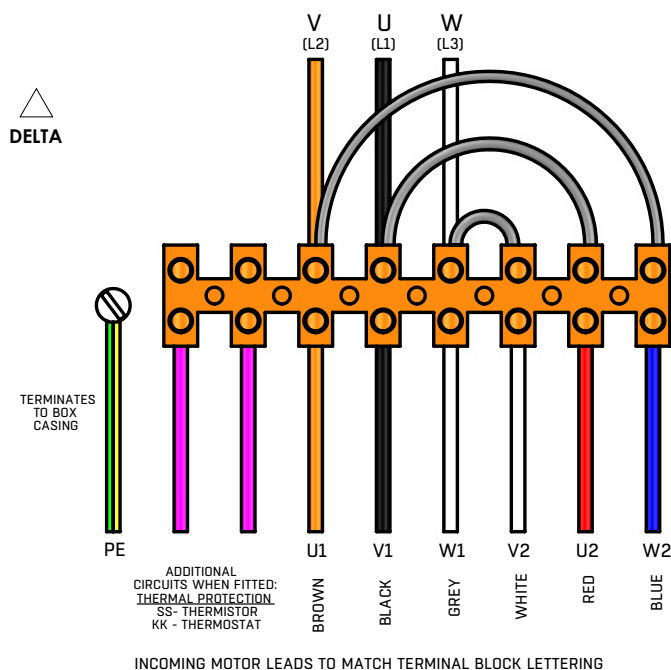 V U W
(L2) (L1) (L3)
DELTA
TERMINATES
TO BOX
CASING
PE U1 V1 W1 V2 U2 W2
ADDITIONAL
CIRCUITS WHEN FITTED:
THERMAL PROTECTION
SS- THERMISTOR
KK - THERMOSTAT
BROWN
BLACK
GREY
WHITE
RED
BLUE
INCOMING MOTOR LEADS TO MATCH TERMINAL BLOCK LETTERING